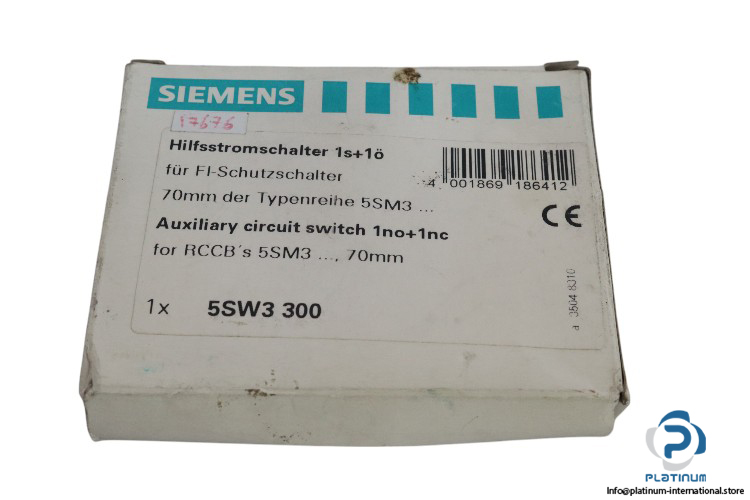 SIEMENS
17676
Hilfsstromschalter 1s+1ö
für FI-Schutzschalter
70mm der Typenreihe 5SM3 ...
Auxiliary circuit switch 1no+1nc
for RCCB´s 5SM3 ..., 70mm
1x 5SW3 300
4 001869 186412
CE
a 3504 8310
PLATINUM
Info@platinum-international.store